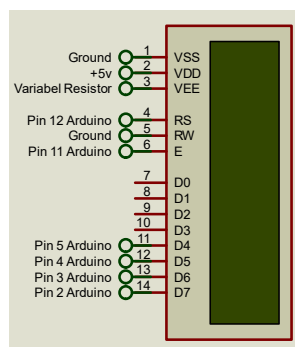 Ground 1 VSS
+5v 2 VDD
Variabel Resistor 3 VEE
Pin 12 Arduino 4 RS
Ground 5 RW
Pin 11 Arduino 6 E
7 D0
8 D1
9 D2
10 D3
Pin 5 Arduino 11 D4
Pin 4 Arduino 12 D5
Pin 3 Arduino 13 D6
Pin 2 Arduino 14 D7